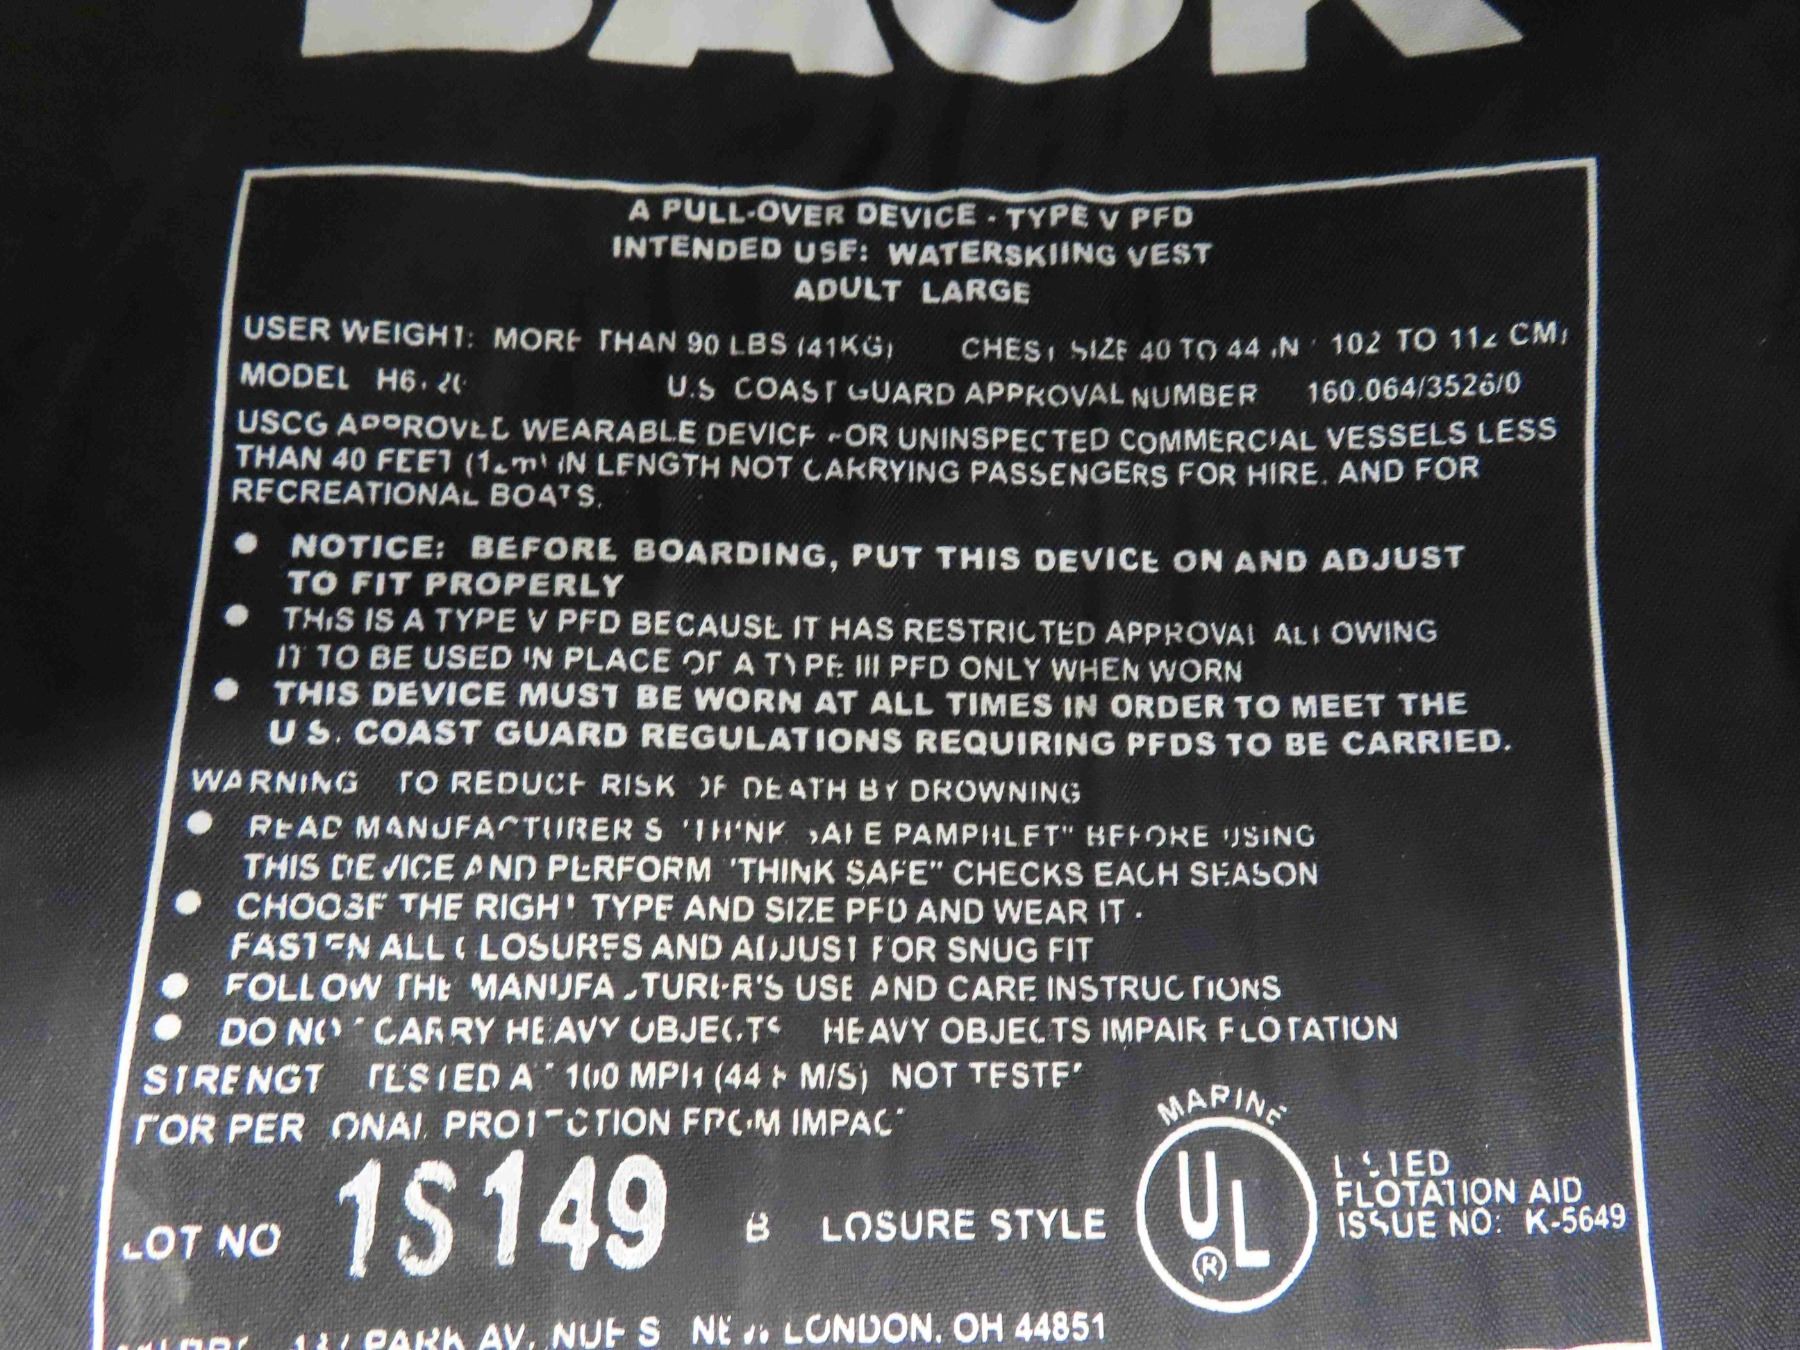 BACK
A PULL-OVER DEVICE - TYPE V PFD
INTENDED USE: WATERSKIING VEST
ADULT LARGE
USER WEIGHT: MORE THAN 90 LBS (41KG) CHEST SIZE 40 TO 44 IN 102 TO 112 CM)
MODEL U.S. COAST GUARD APPROVAL NUMBER 160.064/3526/0
USCG APPROVED WEARABLE DEVICE FOR UNINSPECTED COMMERCIAL VESSELS LESS
THAN 40 FEET (12m) IN LENGTH NOT CARRYING PASSENGERS FOR HIRE, AND FOR
RECREATIONAL BOATS.
● NOTICE: BEFORE BOARDING, PUT THIS DEVICE ON AND ADJUST
TO FIT PROPERLY
● THIS IS A TYPE V PFD BECAUSE IT HAS RESTRICTED APPROVAL ALLOWING
IT TO BE USED IN PLACE OF A TYPE III PFD ONLY WHEN WORN
● THIS DEVICE MUST BE WORN AT ALL TIMES IN ORDER TO MEET THE
U.S. COAST GUARD REGULATIONS REQUIRING PFDS TO BE CARRIED.
WARNING TO REDUCE RISK OF DEATH BY DROWNING
● READ MANUFACTURER'S "THINK SAFE PAMPHLET" BEFORE USING
THIS DEVICE AND PERFORM "THINK SAFE" CHECKS EACH SEASON
● CHOOSE THE RIGHT TYPE AND SIZE PFD AND WEAR IT -
FASTEN ALL CLOSURES AND ADJUST FOR SNUG FIT
● FOLLOW THE MANUFACTURER'S USE AND CARE INSTRUCTIONS
● DO NOT CARRY HEAVY OBJECTS HEAVY OBJECTS IMPAIR FLOTATION
STRENGTH TESTED AT 100 MPH (44.8 M/S) NOT TESTED
FOR PERSONAL PROTECTION FROM IMPACT
LOT NO 1S149 B CLOSURE STYLE
MARINE
UL
®
LISTED
FLOTATION AID
ISSUE NO: K-5649
PARK AVENUE S NEW LONDON, OH 44851